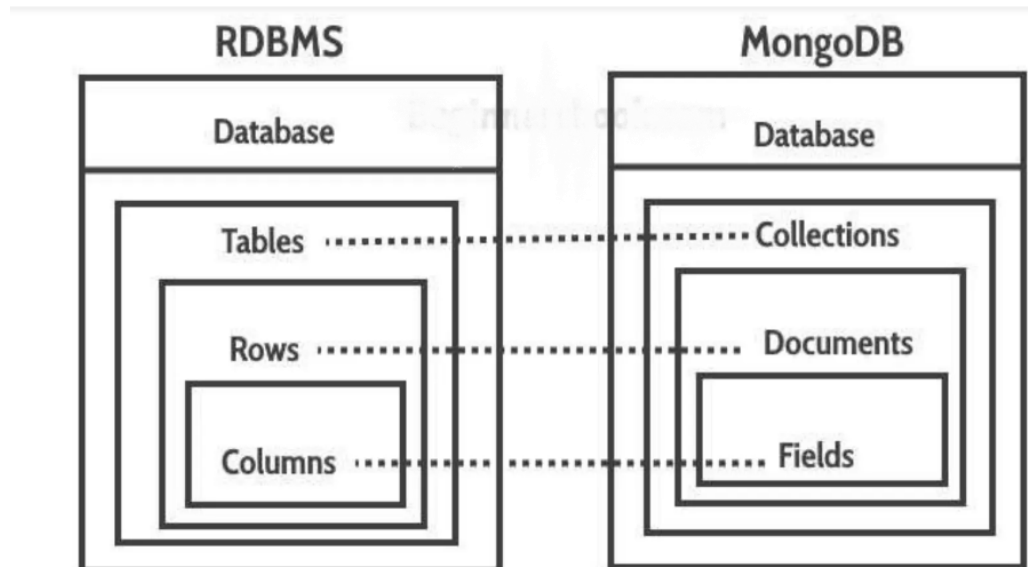 RDBMS
MongoDB
Database
Database
Tables
Collections
Rows
Documents
Columns
Fields